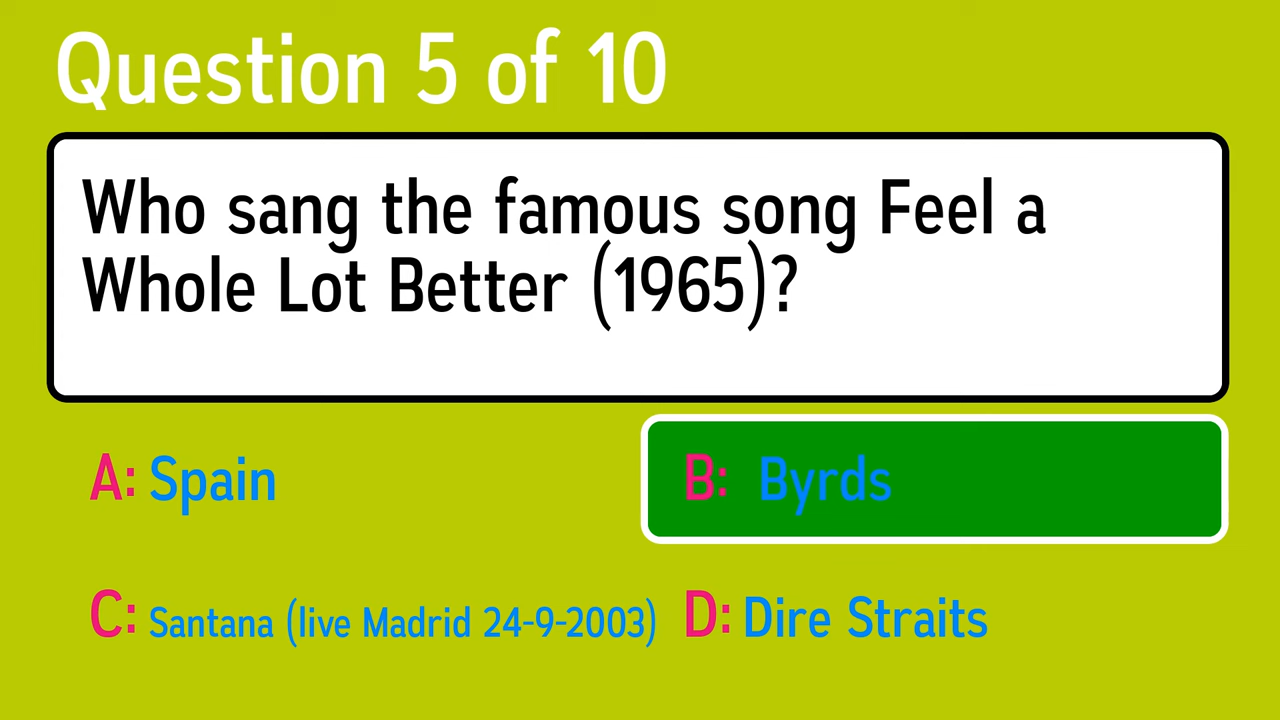 Question 5 of 10
Who sang the famous song Feel a
Whole Lot Better (1965)?
A: Spain
B: Byrds
C: Santana (live Madrid 24-9-2003)
D: Dire Straits